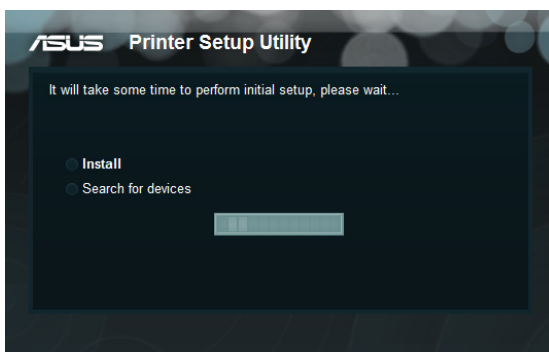 ASUS Printer Setup Utility
It will take some time to perform initial setup, please wait...
Install
Search for devices